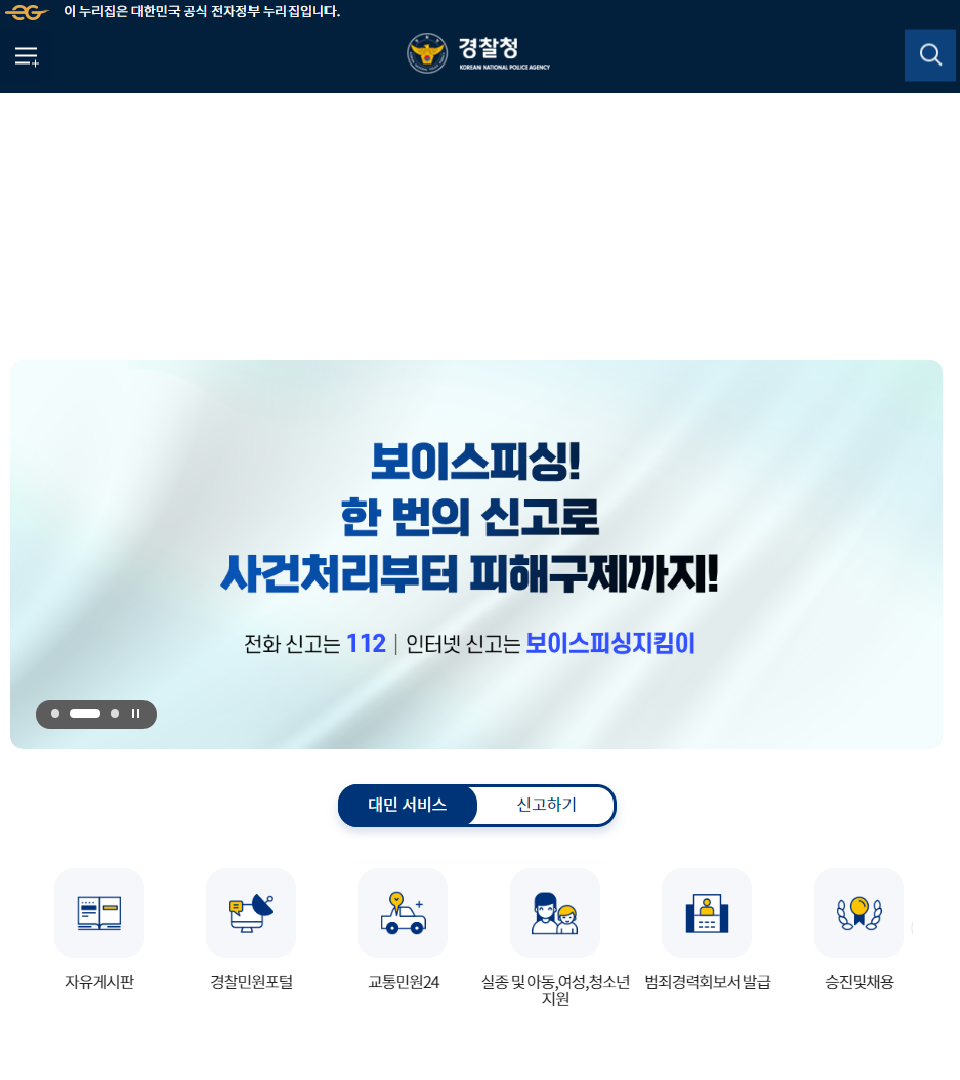 이 누리집은 대한민국 공식 전자정부 누리집입니다.
경찰청
KOREAN NATIONAL POLICE AGENCY
보이스피싱!
한 번의 신고로
사건처리부터 피해구제까지!
전화 신고는 112 | 인터넷 신고는 보이스피싱지킴이
대민 서비스
신고하기
자유게시판
경찰민원포털
교통민원24
실종 및 아동,여성,청소년
지원
범죄경력회보서 발급
승진및채용